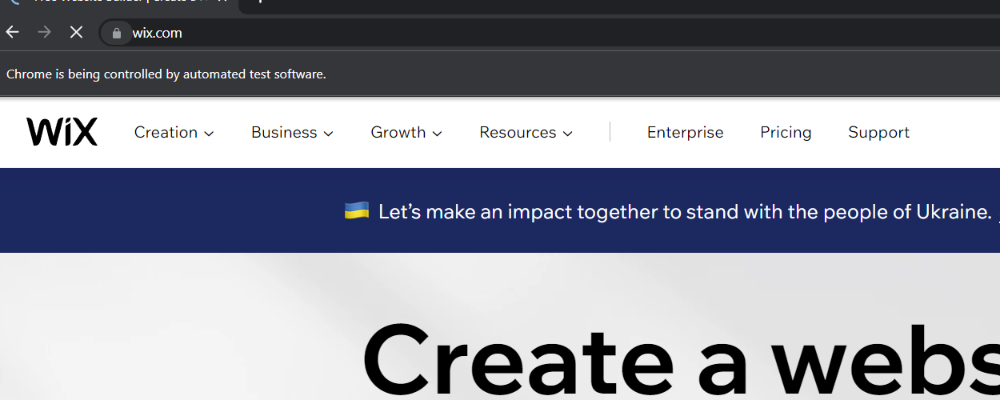 wix.com
Chrome is being controlled by automated test software.
WiX Creation Business Growth Resources Enterprise Pricing Support
Let's make an impact together to stand with the people of Ukraine.
Create a webs